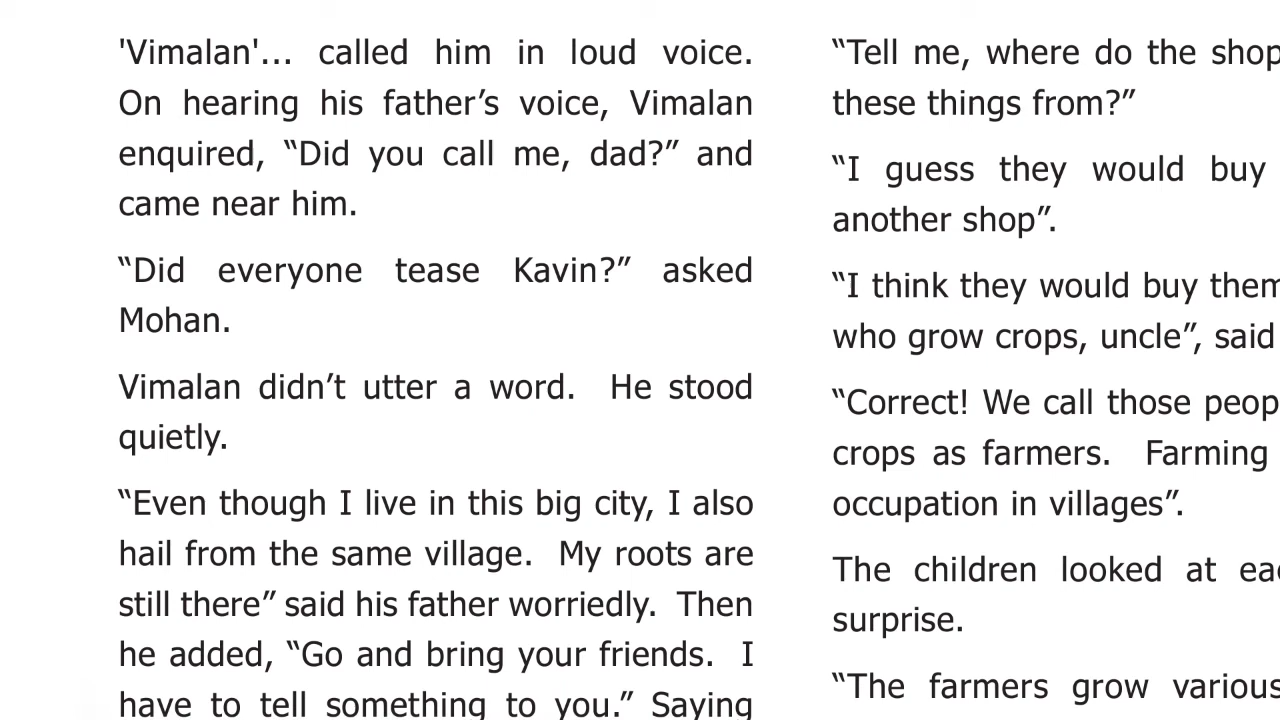 'Vimalan'... called him in loud voice.
On hearing his father’s voice, Vimalan
enquired, “Did you call me, dad?” and
came near him.
“Did everyone tease Kavin?” asked
Mohan.
Vimalan didn’t utter a word. He stood
quietly.
“Even though I live in this big city, I also
hail from the same village. My roots are
still there” said his father worriedly. Then
he added, “Go and bring your friends. I
have to tell something to you.” Saying
“Tell me, where do the
these things from?”
“I guess they would buy
another shop”.
“I think they would buy
who grow crops, uncle”, said
“Correct! We call those
crops as farmers. Farming
occupation in villages”.
The children looked at
surprise.
“The farmers grow various